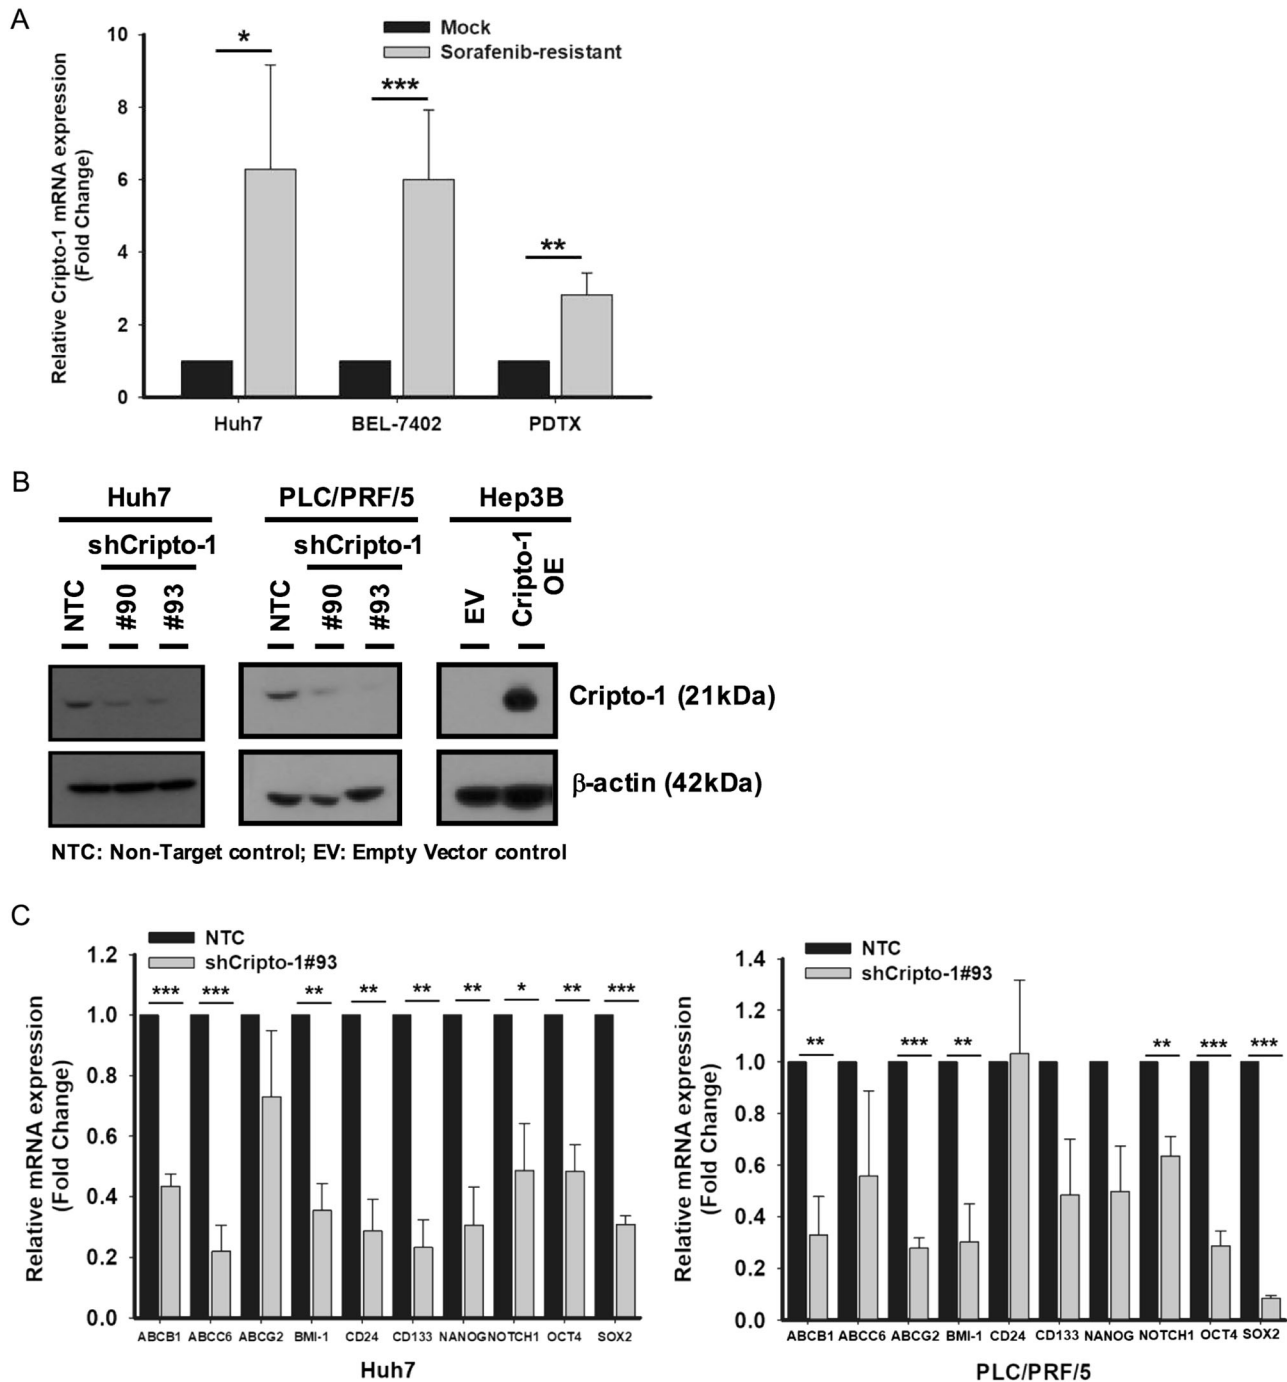 A
Mock
Sorafenib-resistant
Relative Cripto-1 mRNA expression
(Fold Change)
10
8
6
4
2
0
*
***
**
Huh7 BEL-7402 PDTX
B
Huh7 PLC/PRF/5 Hep3B
shCripto-1 shCripto-1
NTC #90 #93 NTC #90 #93 EV Cripto-1 OE
Cripto-1 (21kDa)
β-actin (42kDa)
NTC: Non-Target control; EV: Empty Vector control
C
NTC
shCripto-1#93
Relative mRNA expression
(Fold Change)
1.2
1.0
0.8
0.6
0.4
0.2
0.0
*** *** ** ** ** ** * ** ***
ABCB1 ABCC6 ABCG2 BMI-1 CD24 CD133 NANOG NOTCH1 OCT4 SOX2
Huh7
NTC
shCripto-1#93
Relative mRNA expression
(Fold Change)
1.4
1.2
1.0
0.8
0.6
0.4
0.2
0.0
** *** ** ** *** ***
ABCB1 ABCC6 ABCG2 BMI-1 CD24 CD133 NANOG NOTCH1 OCT4 SOX2
PLC/PRF/5